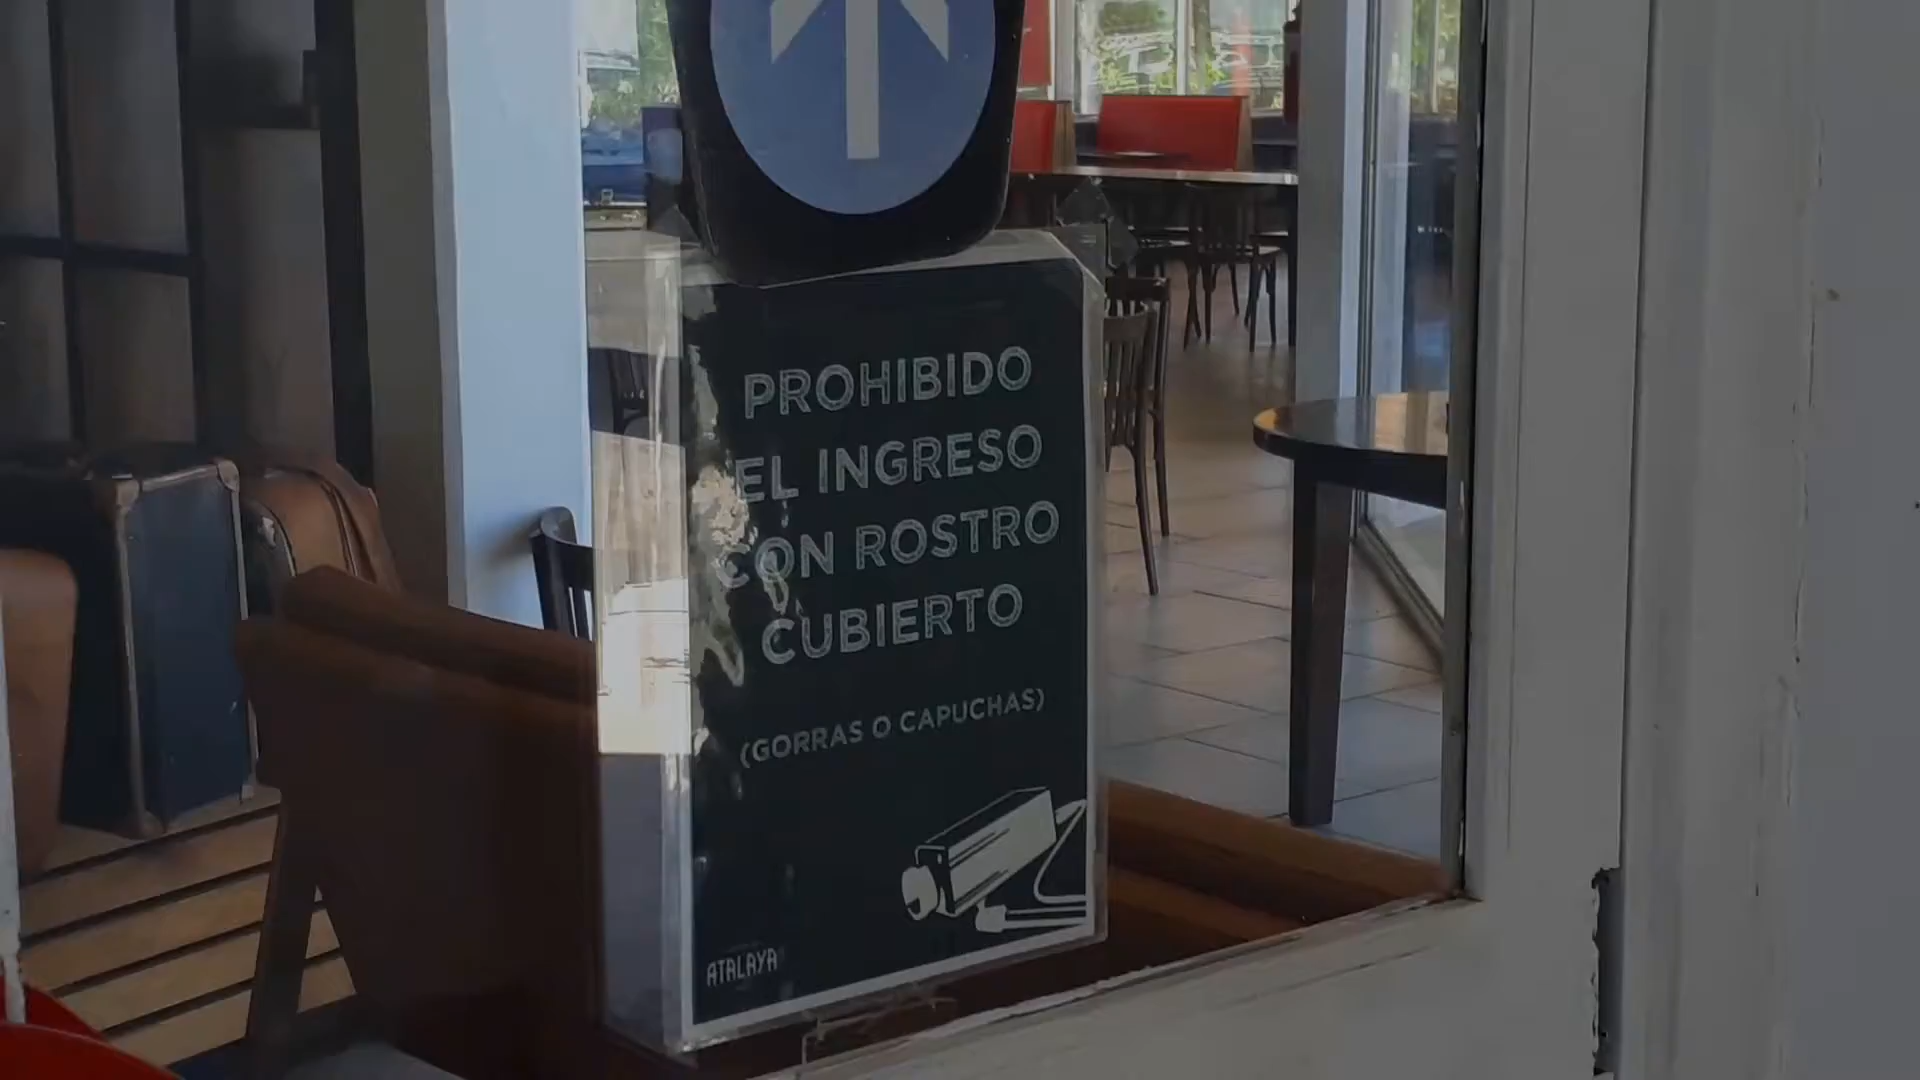 PROHIBIDO
EL INGRESO
CON ROSTRO
CUBIERTO
(GORRAS O CAPUCHAS)
ATALAYA